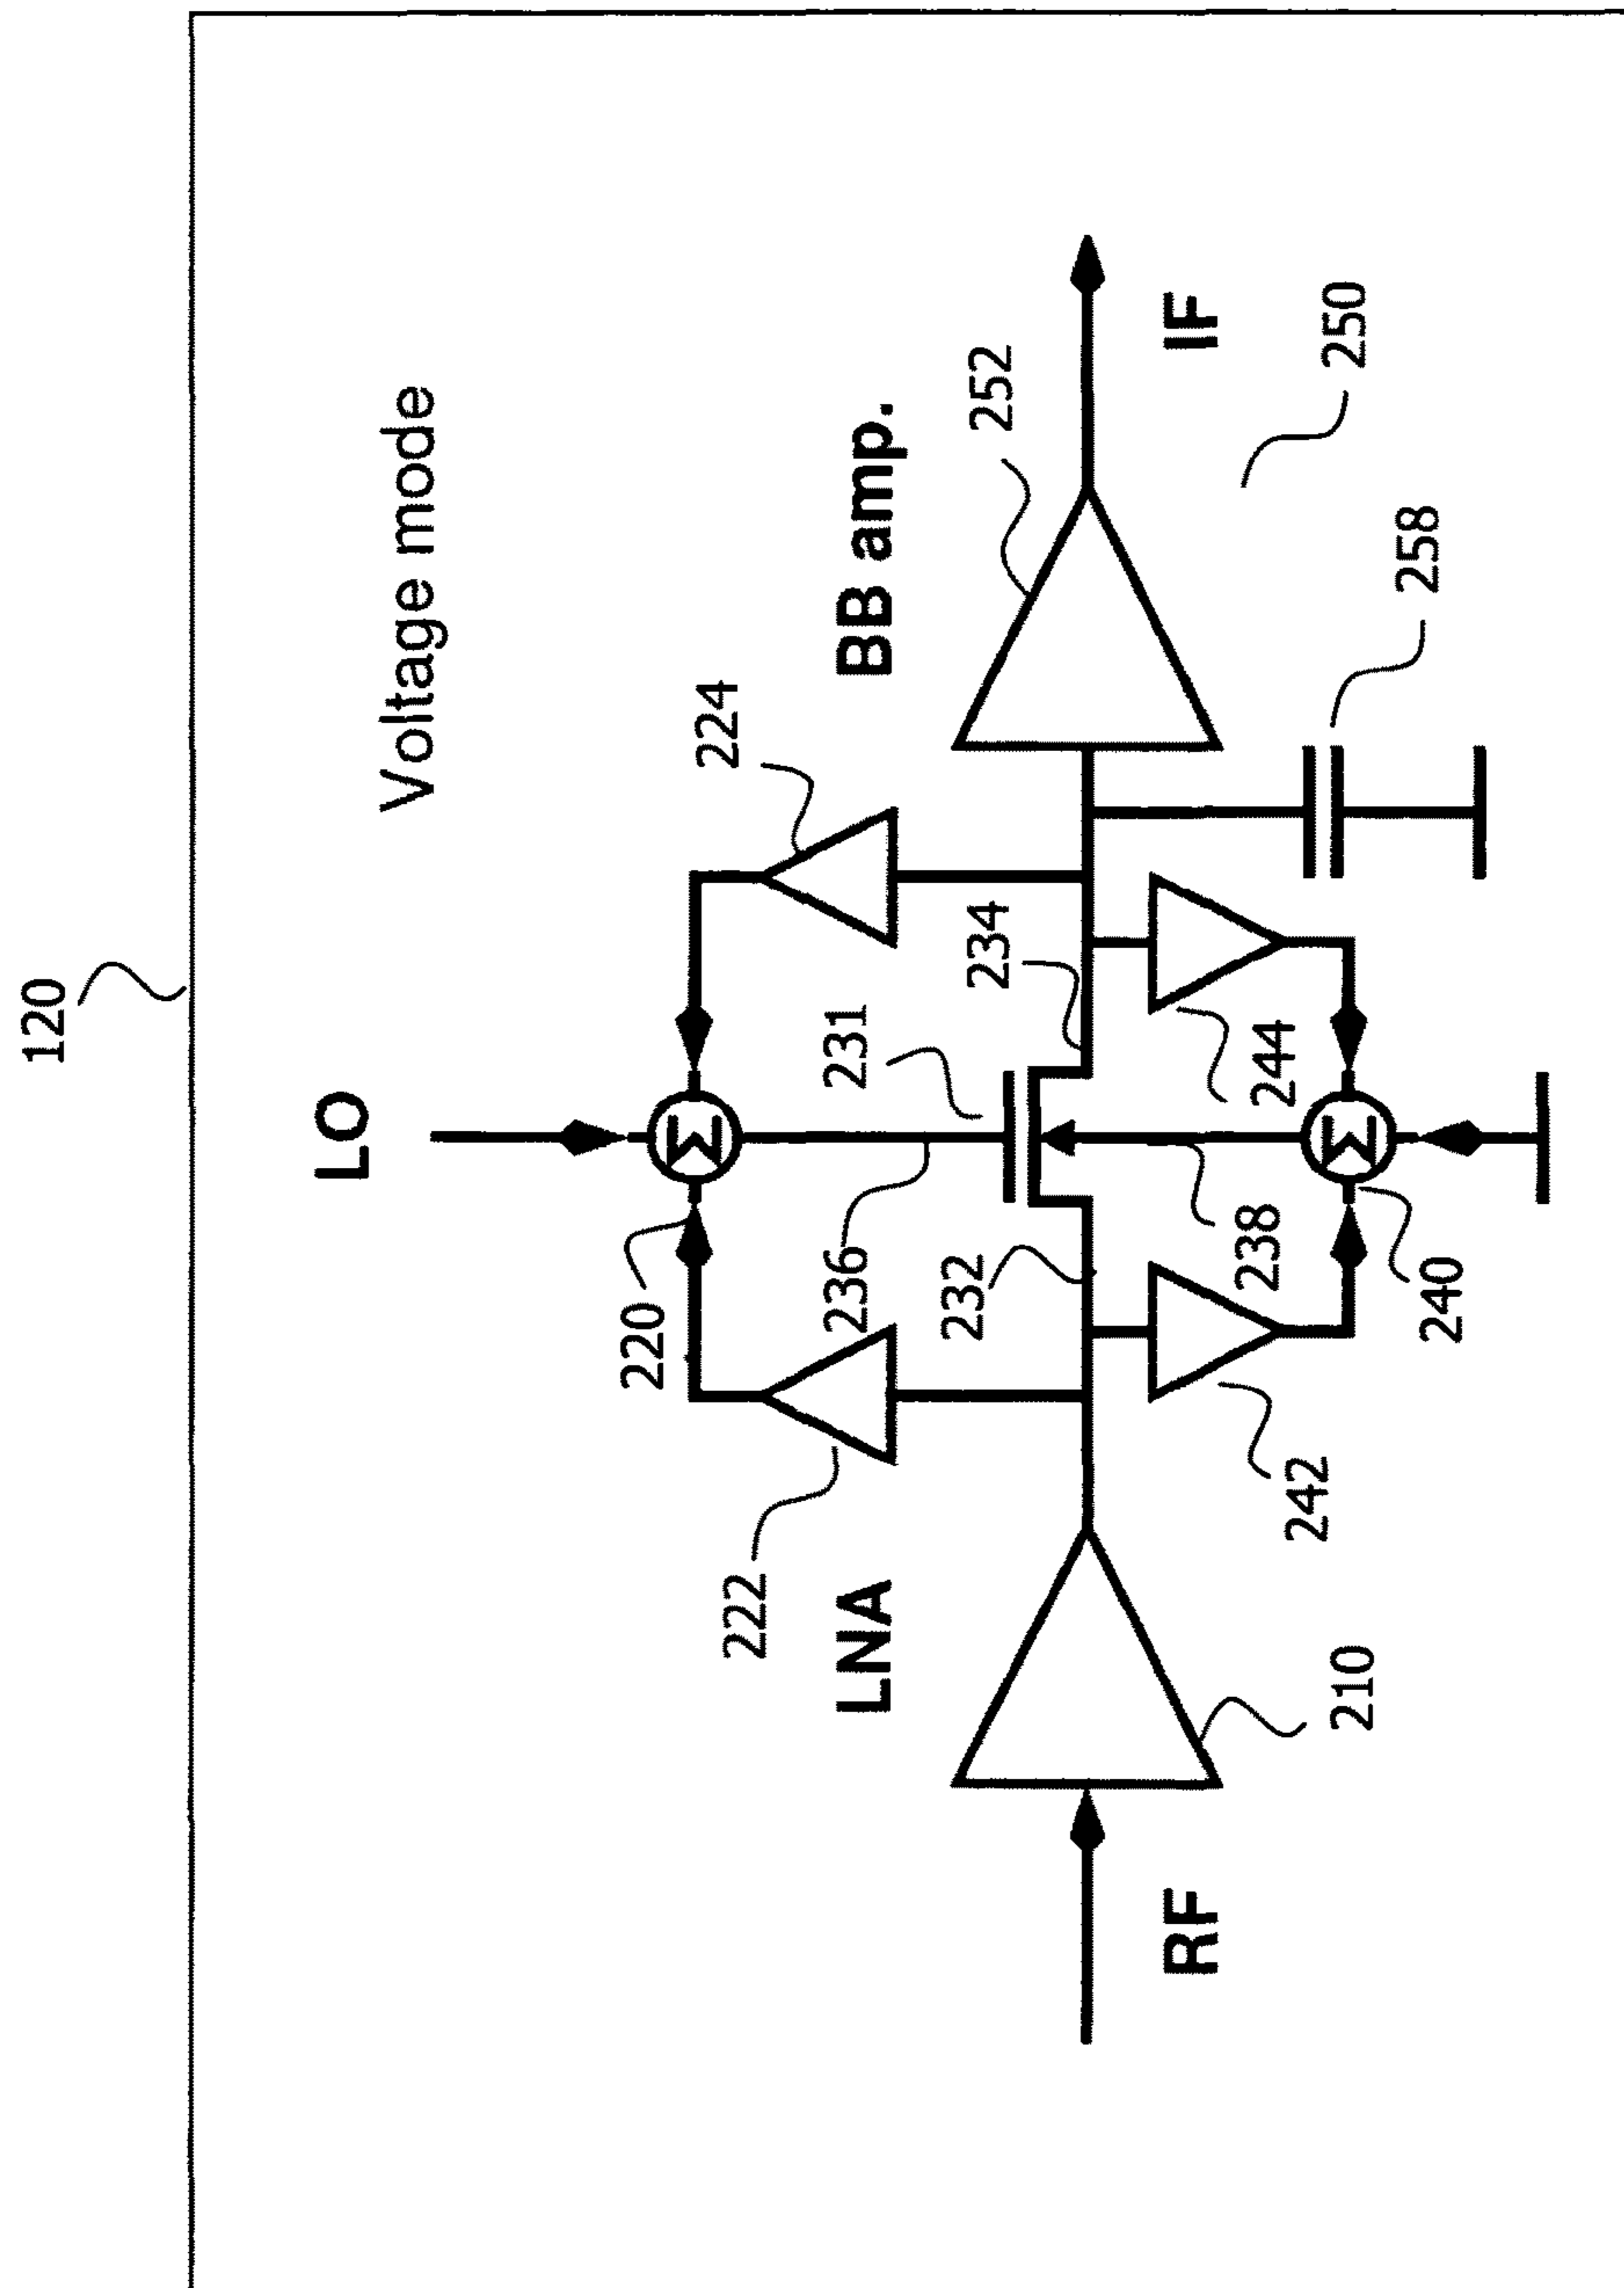 120
LO
Voltage mode
220
222
224
LNA
236
231
BB amp.
232
234
252
RF
IF
238
244
242
210
250
240
258
Σ
Σ